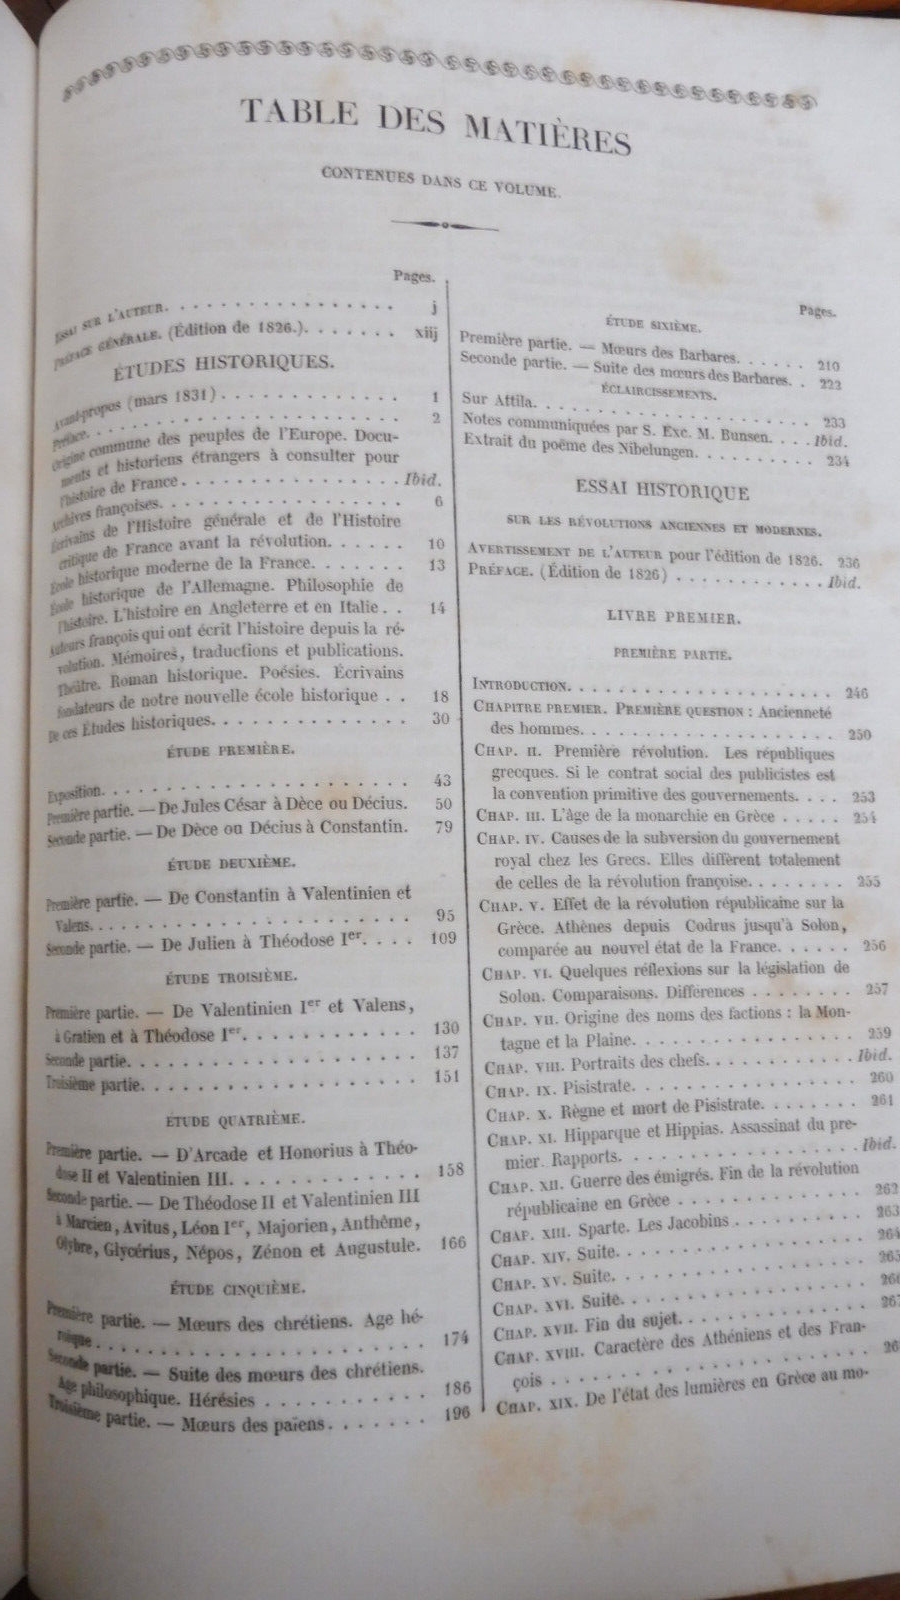 TABLE DES MATIÈRES
CONTENUES DANS CE VOLUME.
Pages.
ESSAI SUR L'AUTEUR. j
PRÉFACE GÉNÉRALE. (Édition de 1826.). xiij
ÉTUDES HISTORIQUES.
Avant-propos (mars 1831) 1
Préface. 2
Origine commune des peuples de l'Europe. Docu-
ments et historiens étrangers à consulter pour
l'histoire de France. Ibid.
Archives françoises. 6
Écrivains de l'Histoire générale et de l'Histoire
critique de France avant la révolution. 10
École historique moderne de la France. 13
École historique de l'Allemagne. Philosophie de
l'histoire. L'histoire en Angleterre et en Italie. 14
Auteurs françois qui ont écrit l'histoire depuis la ré-
volution. Mémoires, traductions et publications.
Théâtre. Roman historique. Poésies. Écrivains
fondateurs de notre nouvelle école historique 18
De ces Études historiques. 30
ÉTUDE PREMIÈRE.
Exposition. 43
Première partie. — De Jules César à Dèce ou Décius. 50
Seconde partie. — De Dèce ou Décius à Constantin. 79
ÉTUDE DEUXIÈME.
Première partie. — De Constantin à Valentinien et
Valens. 95
Seconde partie. — De Julien à Théodose Ier. 109
ÉTUDE TROISIÈME.
Première partie. — De Valentinien Ier et Valens,
à Gratien et à Théodose Ier. 130
Seconde partie. 137
Troisième partie. 151
ÉTUDE QUATRIÈME.
Première partie. — D'Arcade et Honorius à Théo-
dose II et Valentinien III. 158
Seconde partie. — De Théodose II et Valentinien III
à Marcien, Avitus, Léon Ier, Majorien, Anthême,
Olybre, Glycérius, Népos, Zénon et Augustule. 166
ÉTUDE CINQUIÈME.
Première partie. — Mœurs des chrétiens. Age hé-
roïque 174
Seconde partie. — Suite des mœurs des chrétiens.
Age philosophique. Hérésies 186
Troisième partie. — Mœurs des païens. 196
Pages.
ÉTUDE SIXIÈME.
Première partie. — Mœurs des Barbares. 210
Seconde partie. — Suite des mœurs des Barbares. 222
ÉCLAIRCISSEMENTS.
Sur Attila. 233
Notes communiquées par S. Exc. M. Bunsen. Ibid.
Extrait du poëme des Nibelungen. 234
ESSAI HISTORIQUE
SUR LES RÉVOLUTIONS ANCIENNES ET MODERNES.
AVERTISSEMENT DE L'AUTEUR pour l'édition de 1826. 236
PRÉFACE. (Édition de 1826) Ibid.
LIVRE PREMIER.
PREMIÈRE PARTIE.
INTRODUCTION. 246
CHAPITRE PREMIER. PREMIÈRE QUESTION : Ancienneté
des hommes. 250
CHAP. II. Première révolution. Les républiques
grecques. Si le contrat social des publicistes est
la convention primitive des gouvernements. 253
CHAP. III. L'âge de la monarchie en Grèce 254
CHAP. IV. Causes de la subversion du gouvernement
royal chez les Grecs. Elles diffèrent totalement
de celles de la révolution françoise. 255
CHAP. V. Effet de la révolution républicaine sur la
Grèce. Athènes depuis Codrus jusqu'à Solon,
comparée au nouvel état de la France. 256
CHAP. VI. Quelques réflexions sur la législation de
Solon. Comparaisons. Différences 257
CHAP. VII. Origine des noms des factions : la Mon-
tagne et la Plaine. 259
CHAP. VIII. Portraits des chefs. Ibid.
CHAP. IX. Pisistrate. 260
CHAP. X. Règne et mort de Pisistrate. 261
CHAP. XI. Hipparque et Hippias. Assassinat du pre-
mier. Rapports. Ibid.
CHAP. XII. Guerre des émigrés. Fin de la révolution
républicaine en Grèce 262
CHAP. XIII. Sparte. Les Jacobins 263
CHAP. XIV. Suite. 264
CHAP. XV. Suite. 265
CHAP. XVI. Suite. 266
CHAP. XVII. Fin du sujet. 267
CHAP. XVIII. Caractère des Athéniens et des Fran-
çois 26
CHAP. XIX. De l'état des lumières en Grèce au mo-